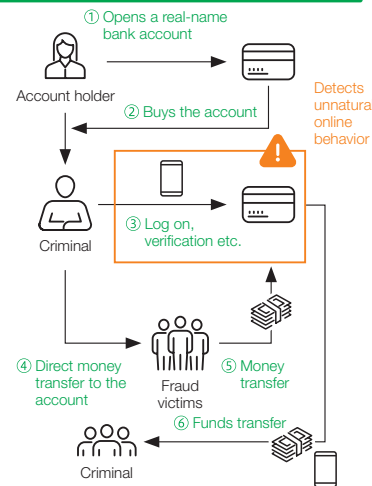 ① Opens a real-name
bank account
Account holder
② Buys the account
Detects
unnatural
online
behavior
③ Log on,
verification etc.
Criminal
④ Direct money
transfer to the
account
Fraud
victims
⑤ Money
transfer
⑥ Funds transfer
Criminal